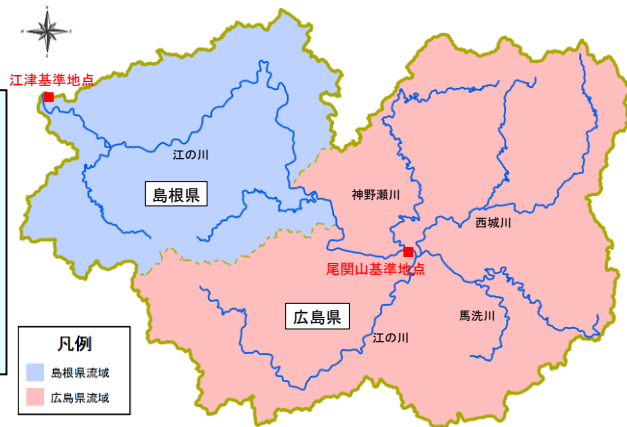 江津基準地点
江の川
島根県
神野瀬川
西城川
尾関山基準地点
広島県
馬洗川
江の川
凡例
島根県流域
広島県流域